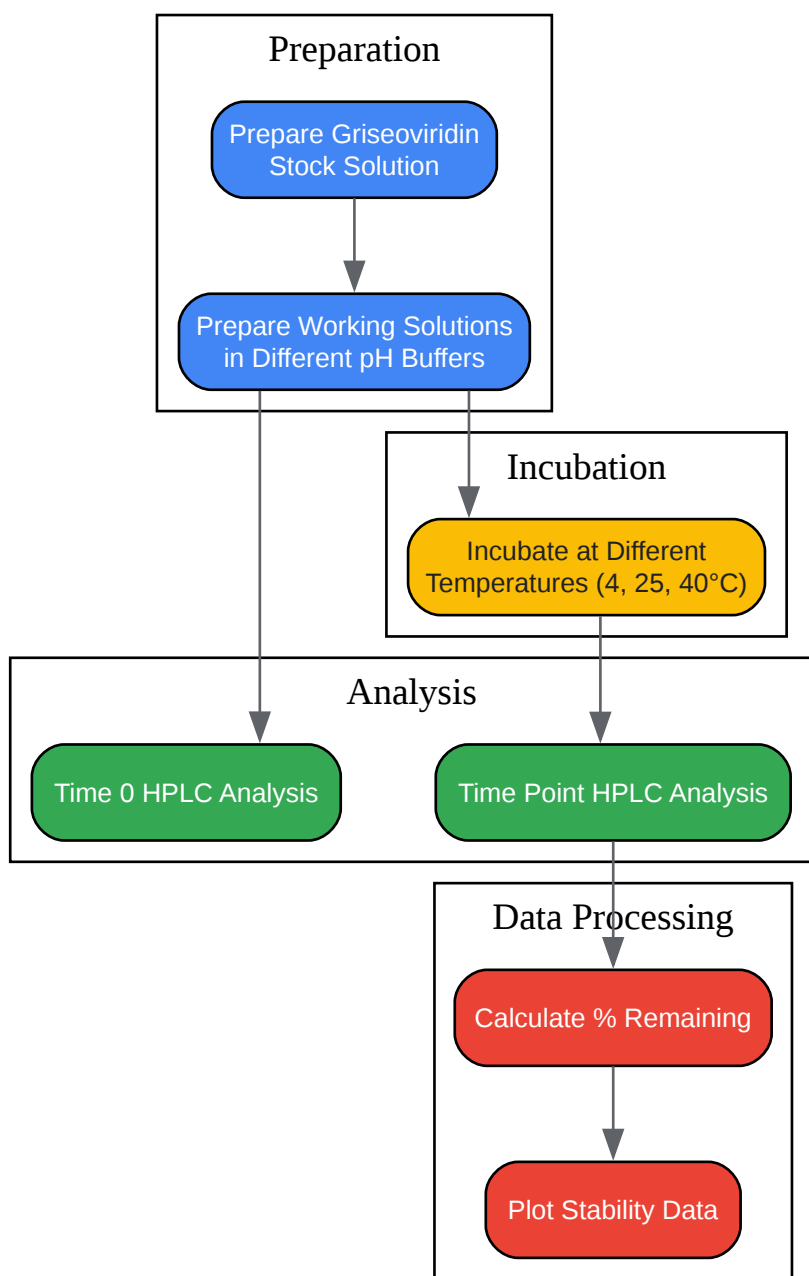 Preparation
Prepare Griseoviridin
Stock Solution
Prepare Working Solutions
in Different pH Buffers
Incubation
Incubate at Different
Temperatures (4, 25, 40°C)
Analysis
Time 0 HPLC Analysis
Time Point HPLC Analysis
Data Processing
Calculate % Remaining
Plot Stability Data